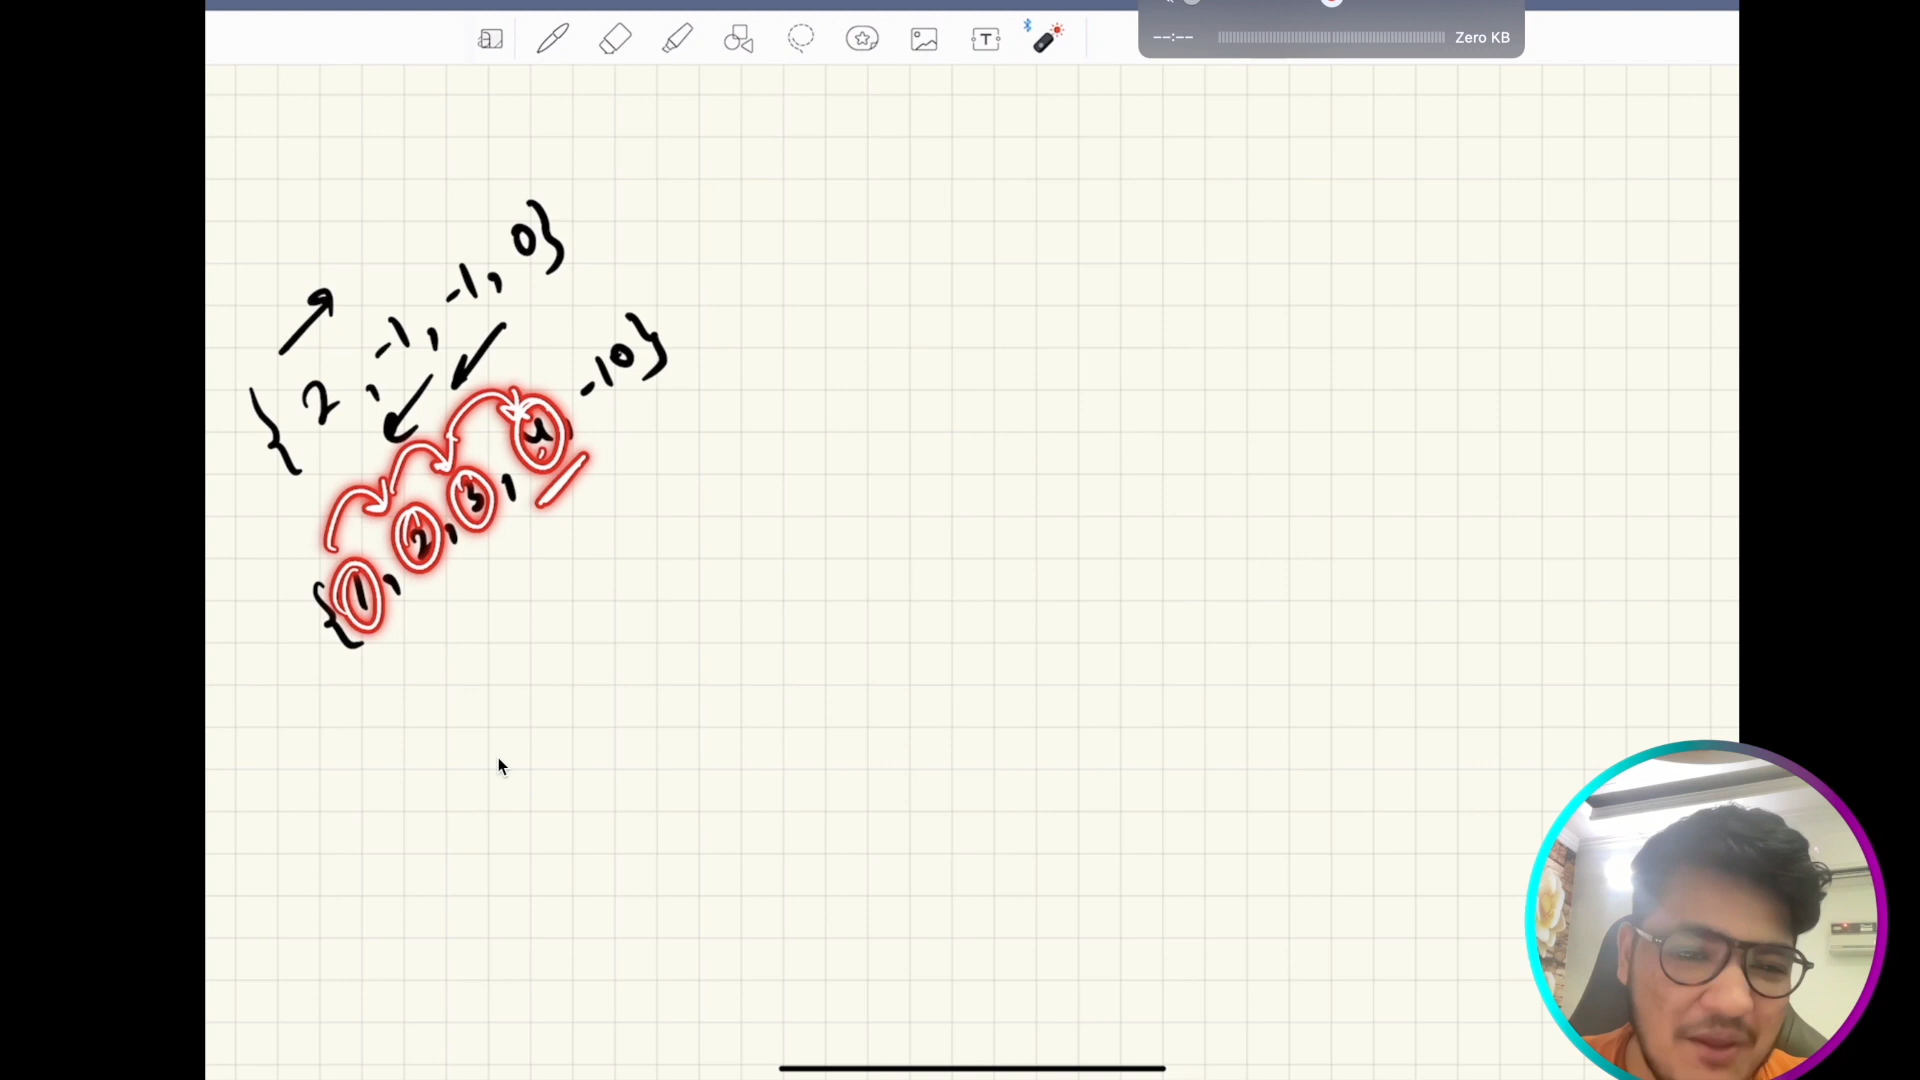 --:-- Zero KB
{ 2 , -1 , -1 , 0 }
{ 1 , 2 , 3 , 4 , -10 }